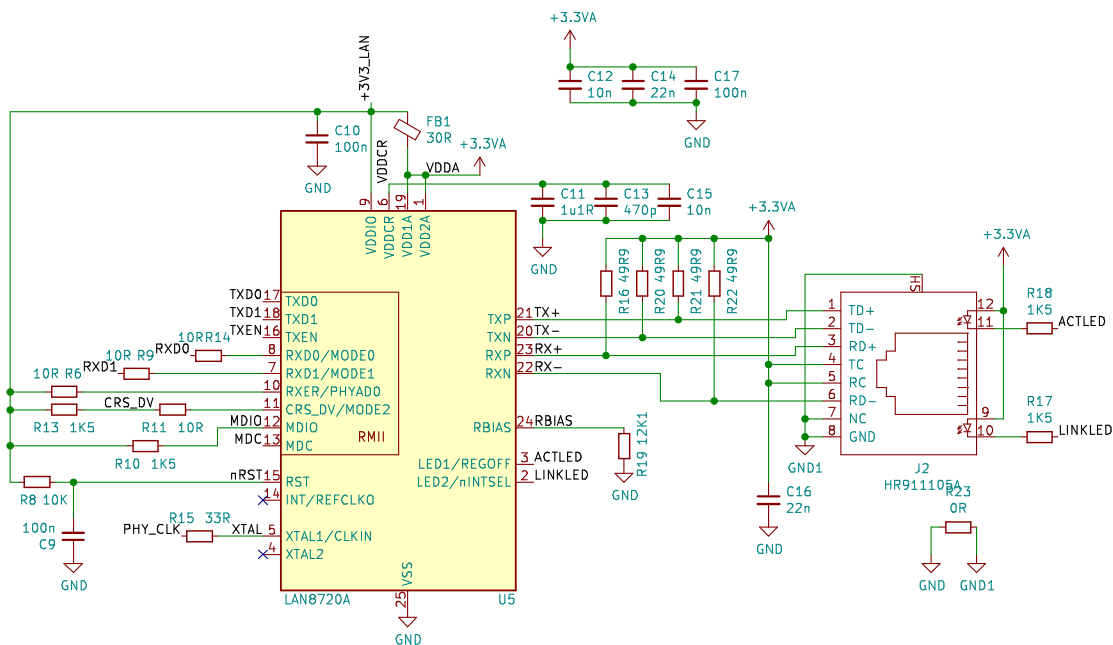 +3.3VA
+3V3_LAN
C12
10n
C14
22n
C17
100n
GND
C10
100n
GND
FB1
30R
VDDCR
VDDA
+3.3VA
9
6
19
1
VDDIO
VDDCR
VDD1A
VDD2A
C11
1u1R
C13
470p
C15
10n
GND
+3.3VA
R16 49R9
R20 49R9
R21 49R9
R22 49R9
+3.3VA
TXD0 17 TXD0
TXD1 18 TXD1
TXEN 16 TXEN
10R R14
RXD0 8 RXD0/MODE0
10R R9
RXD1 7 RXD1/MODE1
10R R6
10 RXER/PHYAD0
CRS_DV 11 CRS_DV/MODE2
R13 1K5
R11 10R
MDIO 12 MDIO
MDC 13 MDC
R10 1K5
RMII
nRST 15 RST
R8 10K
14 INT/REFCLKO
100n
C9
GND
R15 33R
PHY_CLK
XTAL 5 XTAL1/CLKIN
4 XTAL2
VSS
25
LAN8720A
U5
GND
TXP 21 TX+
TXN 20 TX-
RXP 23 RX+
RXN 22 RX-
RBIAS 24 RBIAS
LED1/REGOFF 3 ACTLED
LED2/nINTSEL 2 LINKLED
R19 12K1
GND
C16
22n
GND
HS
1 TD+
2 TD-
3 RD+
4 TC
5 RC
6 RD-
7 NC
8 GND
12
11
9
10
R18
1K5
ACTLED
R17
1K5
LINKLED
GND1
J2
HR911105A
R23
0R
GND
GND1